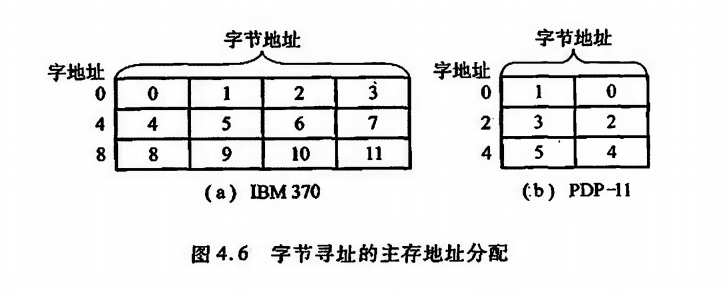 字节地址 字节地址
字地址 字地址
0 0 1 2 3 0 1 0
4 4 5 6 7 2 3 2
8 8 9 10 11 4 5 4
(a) IBM 370 (b) PDP-11
图 4.6 字节寻址的主存地址分配